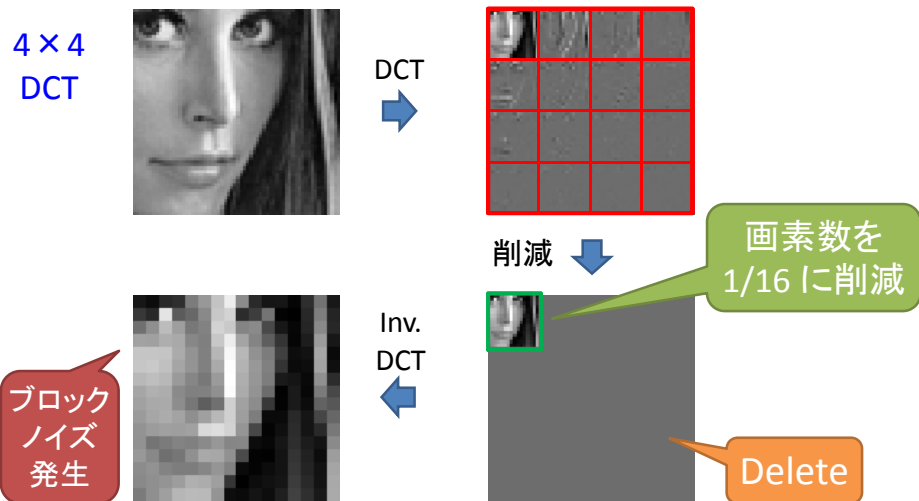 4×4
DCT
DCT
削減
画素数を
1/16 に削減
Inv.
DCT
ブロック
ノイズ
発生
Delete